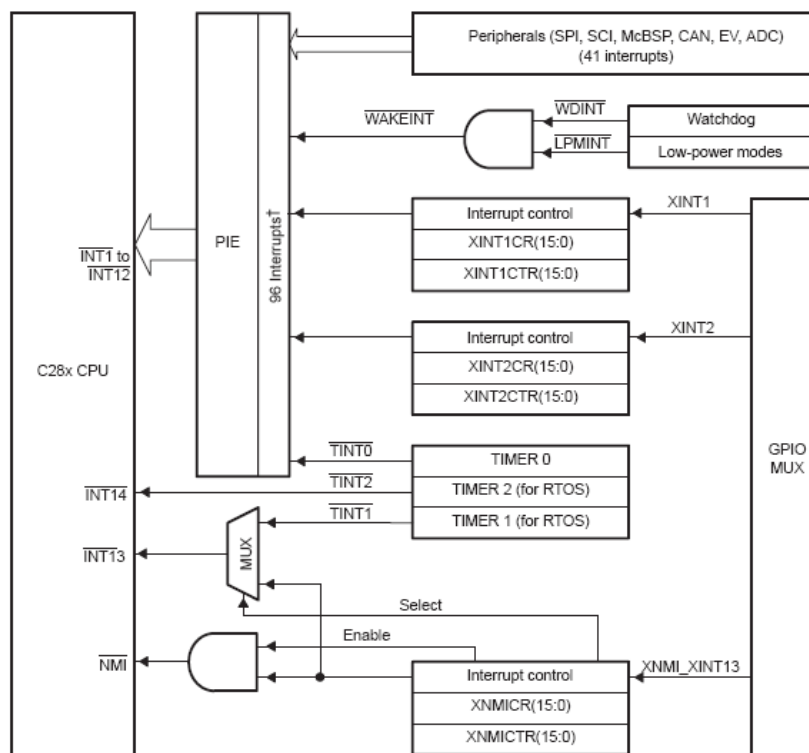 Peripherals (SPI, SCI, McBSP, CAN, EV, ADC)
(41 interrupts)
WDINT
WAKEINT
Watchdog
LPMINT
Low-power modes
XINT1
Interrupt control
XINT1CR(15:0)
XINT1CTR(15:0)
PIE
96 Interrupts†
INT1 to
INT12
XINT2
Interrupt control
XINT2CR(15:0)
XINT2CTR(15:0)
C28x CPU
GPIO
MUX
TINT0
TIMER 0
TINT2
TIMER 2 (for RTOS)
INT14
TINT1
TIMER 1 (for RTOS)
INT13
MUX
Select
Enable
NMI
XNMI_XINT13
Interrupt control
XNMICR(15:0)
XNMICTR(15:0)